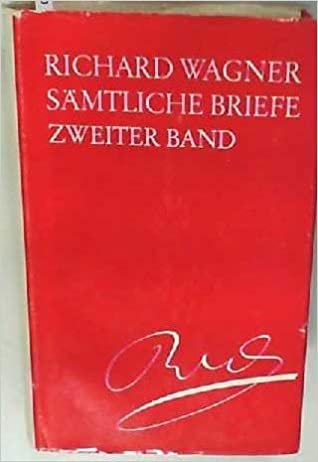 RICHARD WAGNER
SÄMTLICHE BRIEFE
ZWEITER BAND